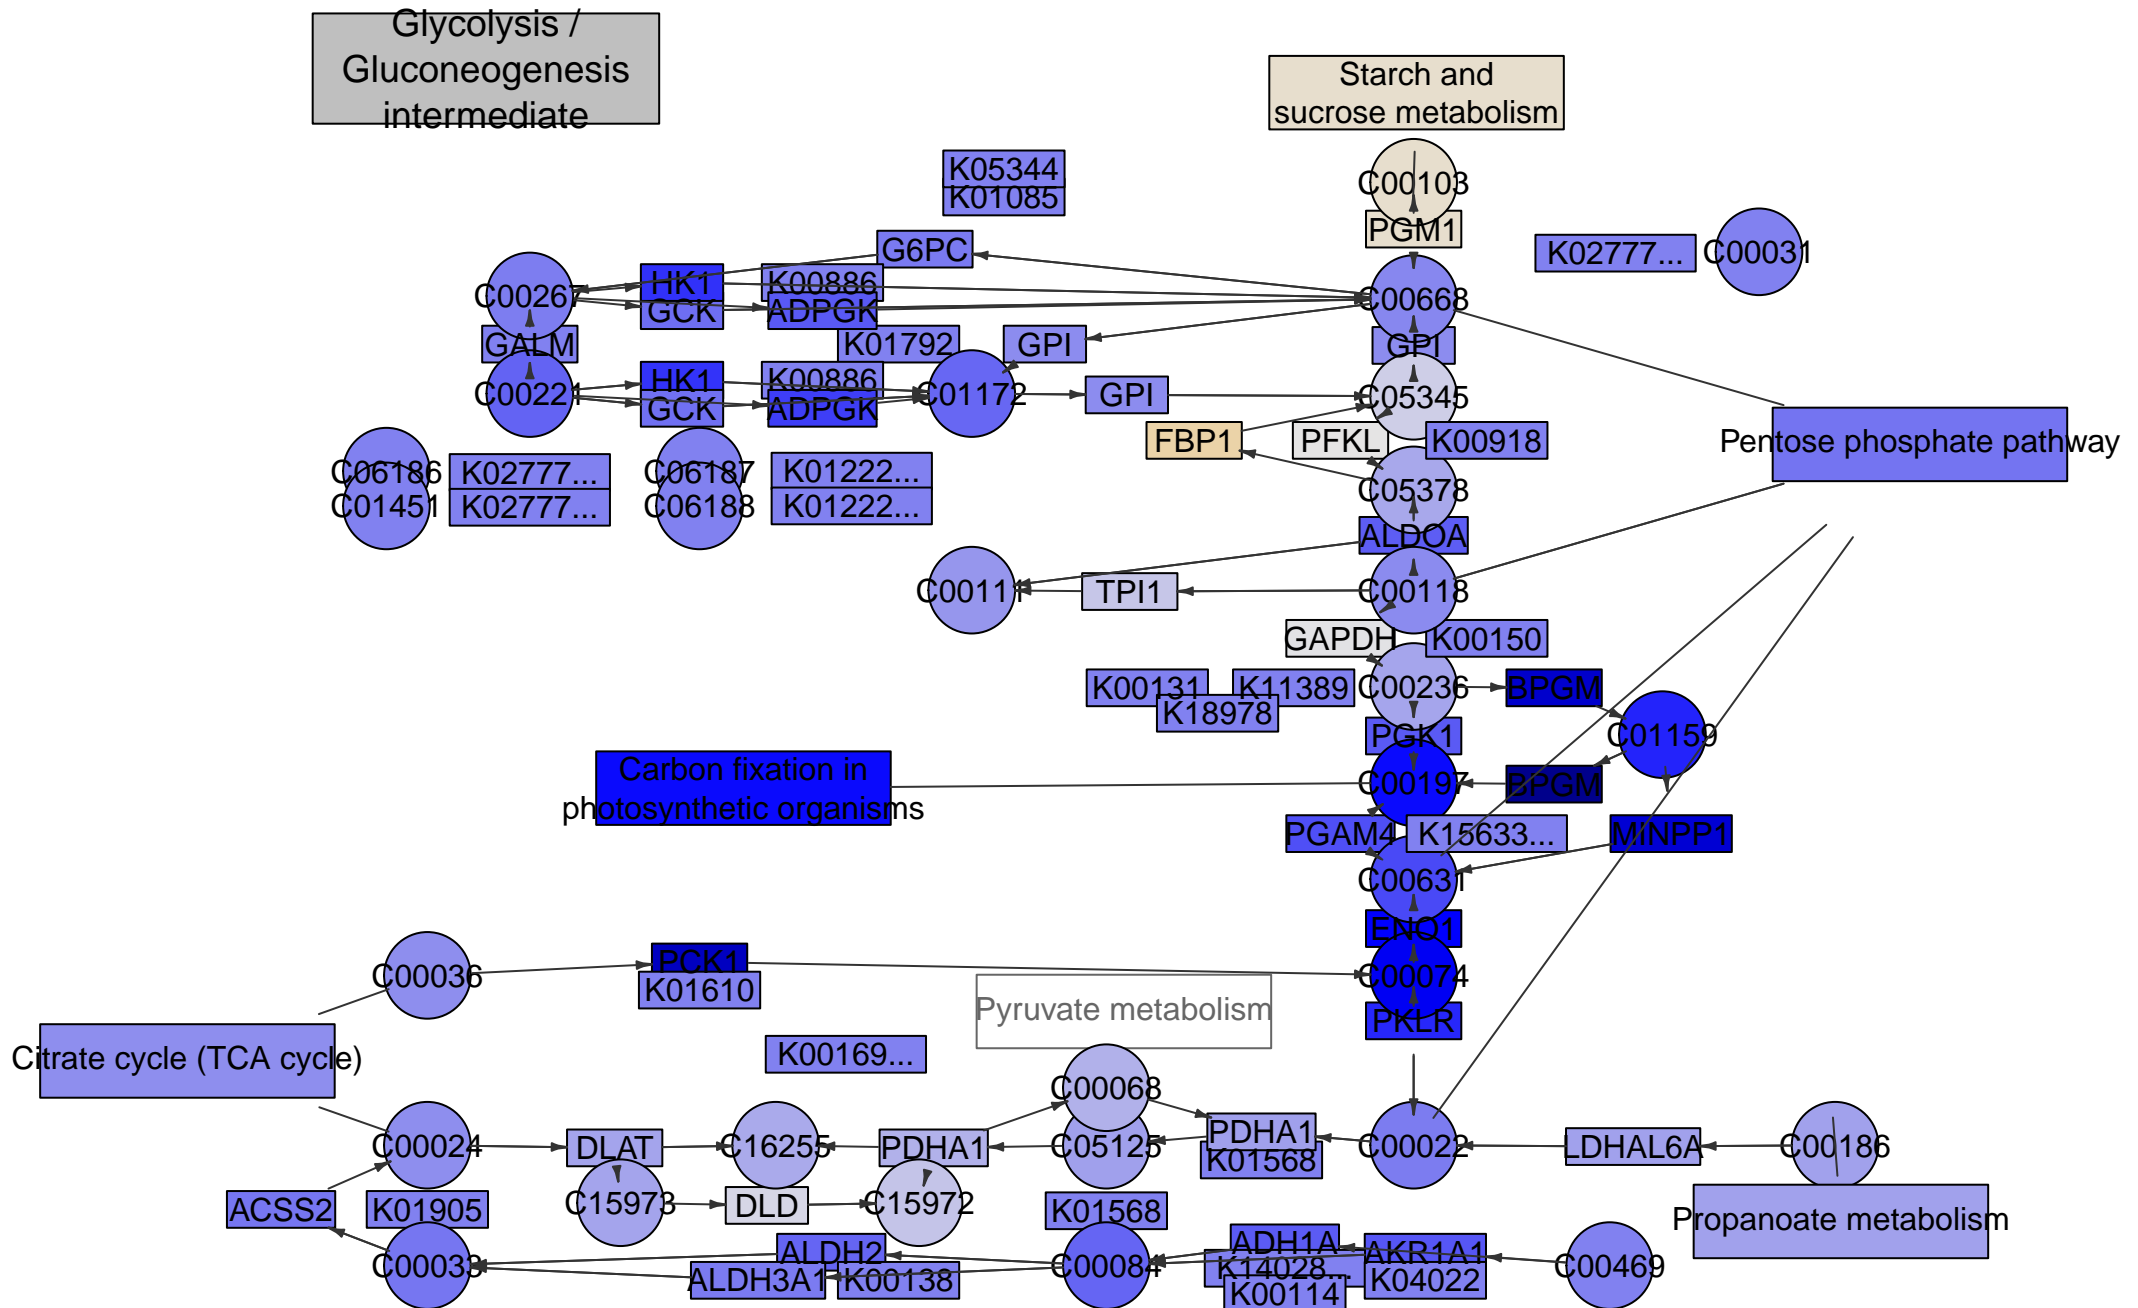 Glycolysis /
Gluconeogenesis
intermediate
Starch and
sucrose metabolism
K05344
K01085
C00103
PGM1
G6PC
K02777...
C00031
C00267
HK1
K00886
GCK
ADPGK
C00668
GALM
K01792
GPI
GPI
C00221
HK1
K00886
GCK
ADPGK
C01172
GPI
C05345
FBP1
PFKL
K00918
Pentose phosphate pathway
C06186
K02777...
C06187
K01222...
C01451
K02777...
C06188
K01222...
C05378
ALDOA
C00111
TPI1
C00118
GAPDH
K00150
K00131
K11389
K18978
C00236
BPGM
PGK1
C01159
Carbon fixation in
photosynthetic organisms
C00197
BPGM
PGAM4
K15633...
MINPP1
C00631
ENO1
C00036
PCK1
K01610
C00074
Pyruvate metabolism
PKLR
Citrate cycle (TCA cycle)
K00169...
C00068
C00024
DLAT
C16255
PDHA1
C05125
PDHA1
K01568
C00022
LDHAL6A
C00186
ACSS2
K01905
C15973
DLD
C15972
K01568
Propanoate metabolism
C00033
ALDH2
ALDH3A1
K00138
C00084
ADH1A
K14028...
K00114
AKR1A1
K04022
C00469